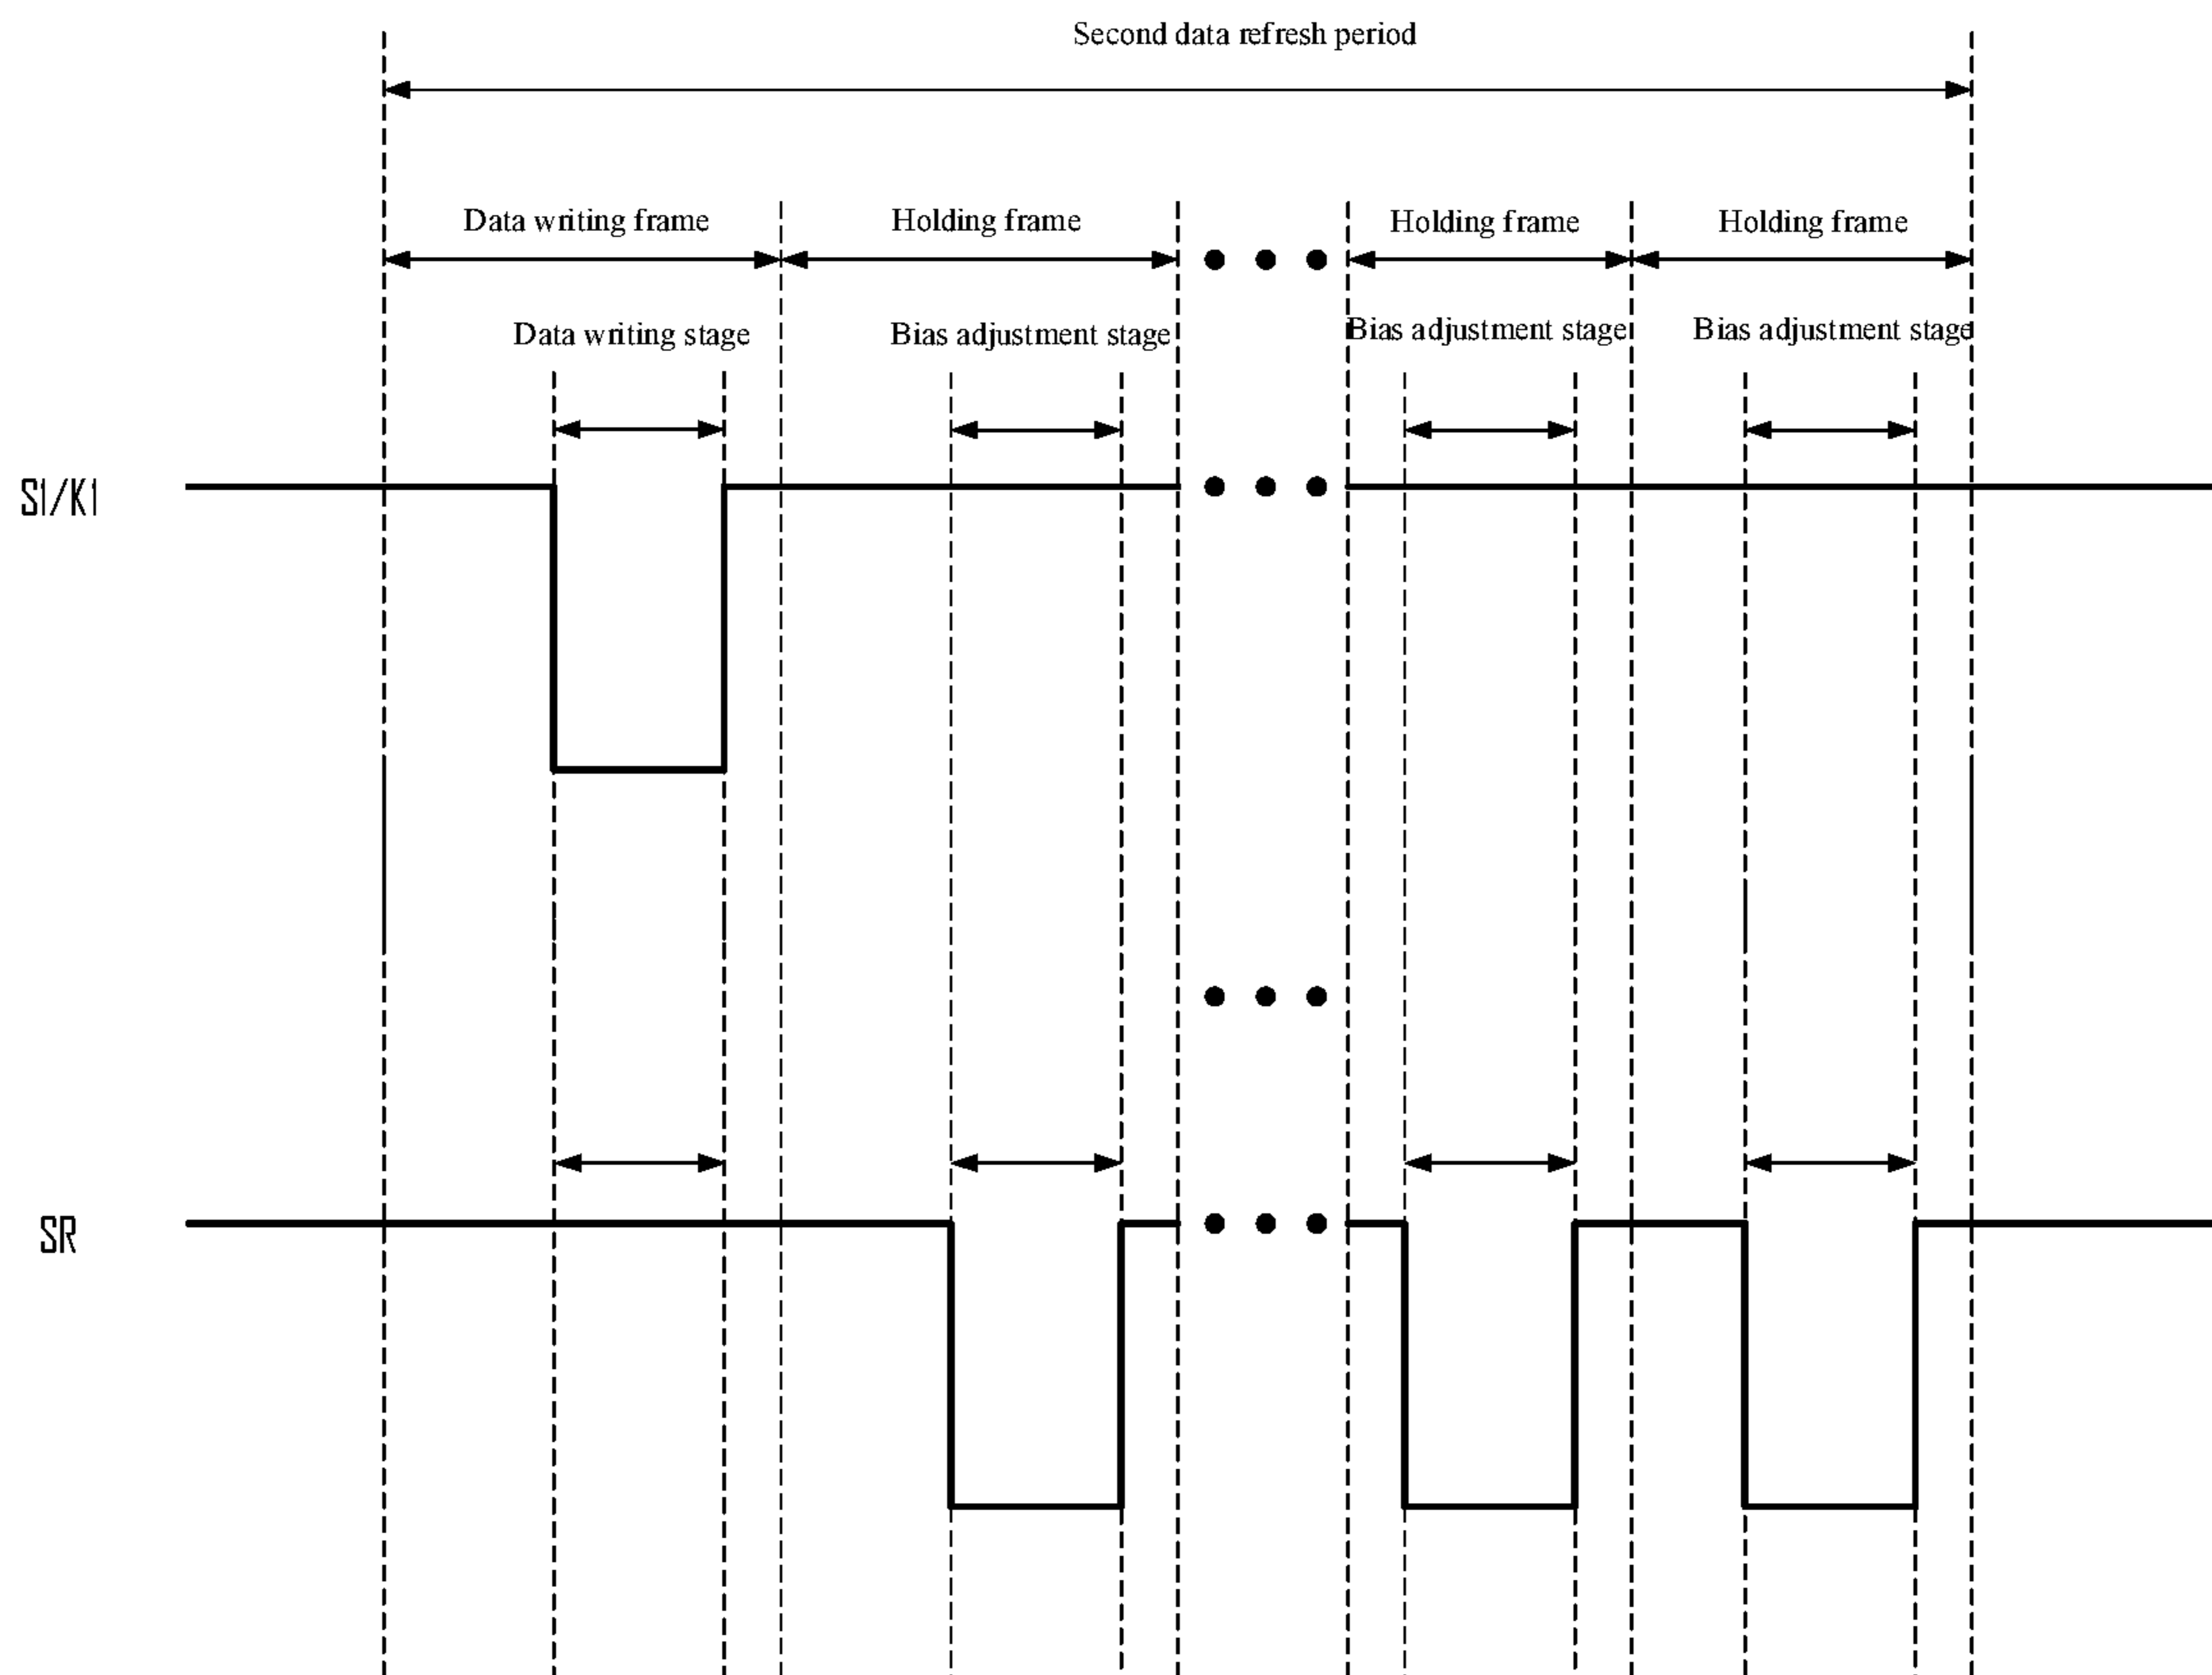 Second data refresh period
Data writing frame
Holding frame
Holding frame
Holding frame
Data writing stage
Bias adjustment stage
Bias adjustment stage
Bias adjustment stage
S1/K1
SR